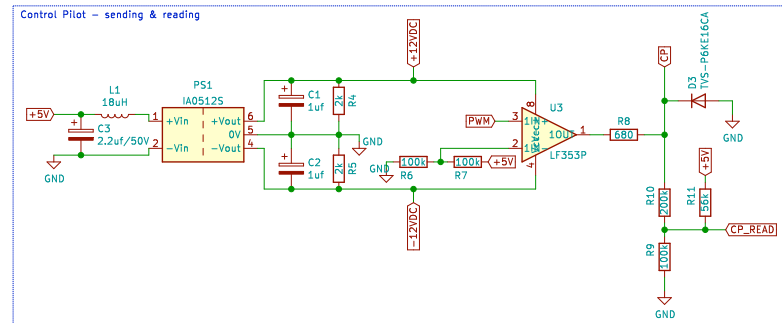 Control Pilot – sending & reading
+12VDC
CP
D3
TVS-P6KE16CA
L1
18uH
PS1
IA0512S
+5V
C3
2.2uf/50V
GND
1
+Vin
2
-Vin
+Vout
6
0V
5
-Vout
4
C1
1uf
R4
2k
GND
C2
1uf
R5
2k
-12VDC
PWM
3
2
8
4
1OUT
1
U3
LF353P
GND
100k
R6
100k
R7
+5V
R8
680
GND
+5V
R10
200k
R11
56k
CP_READ
R9
100k
GND